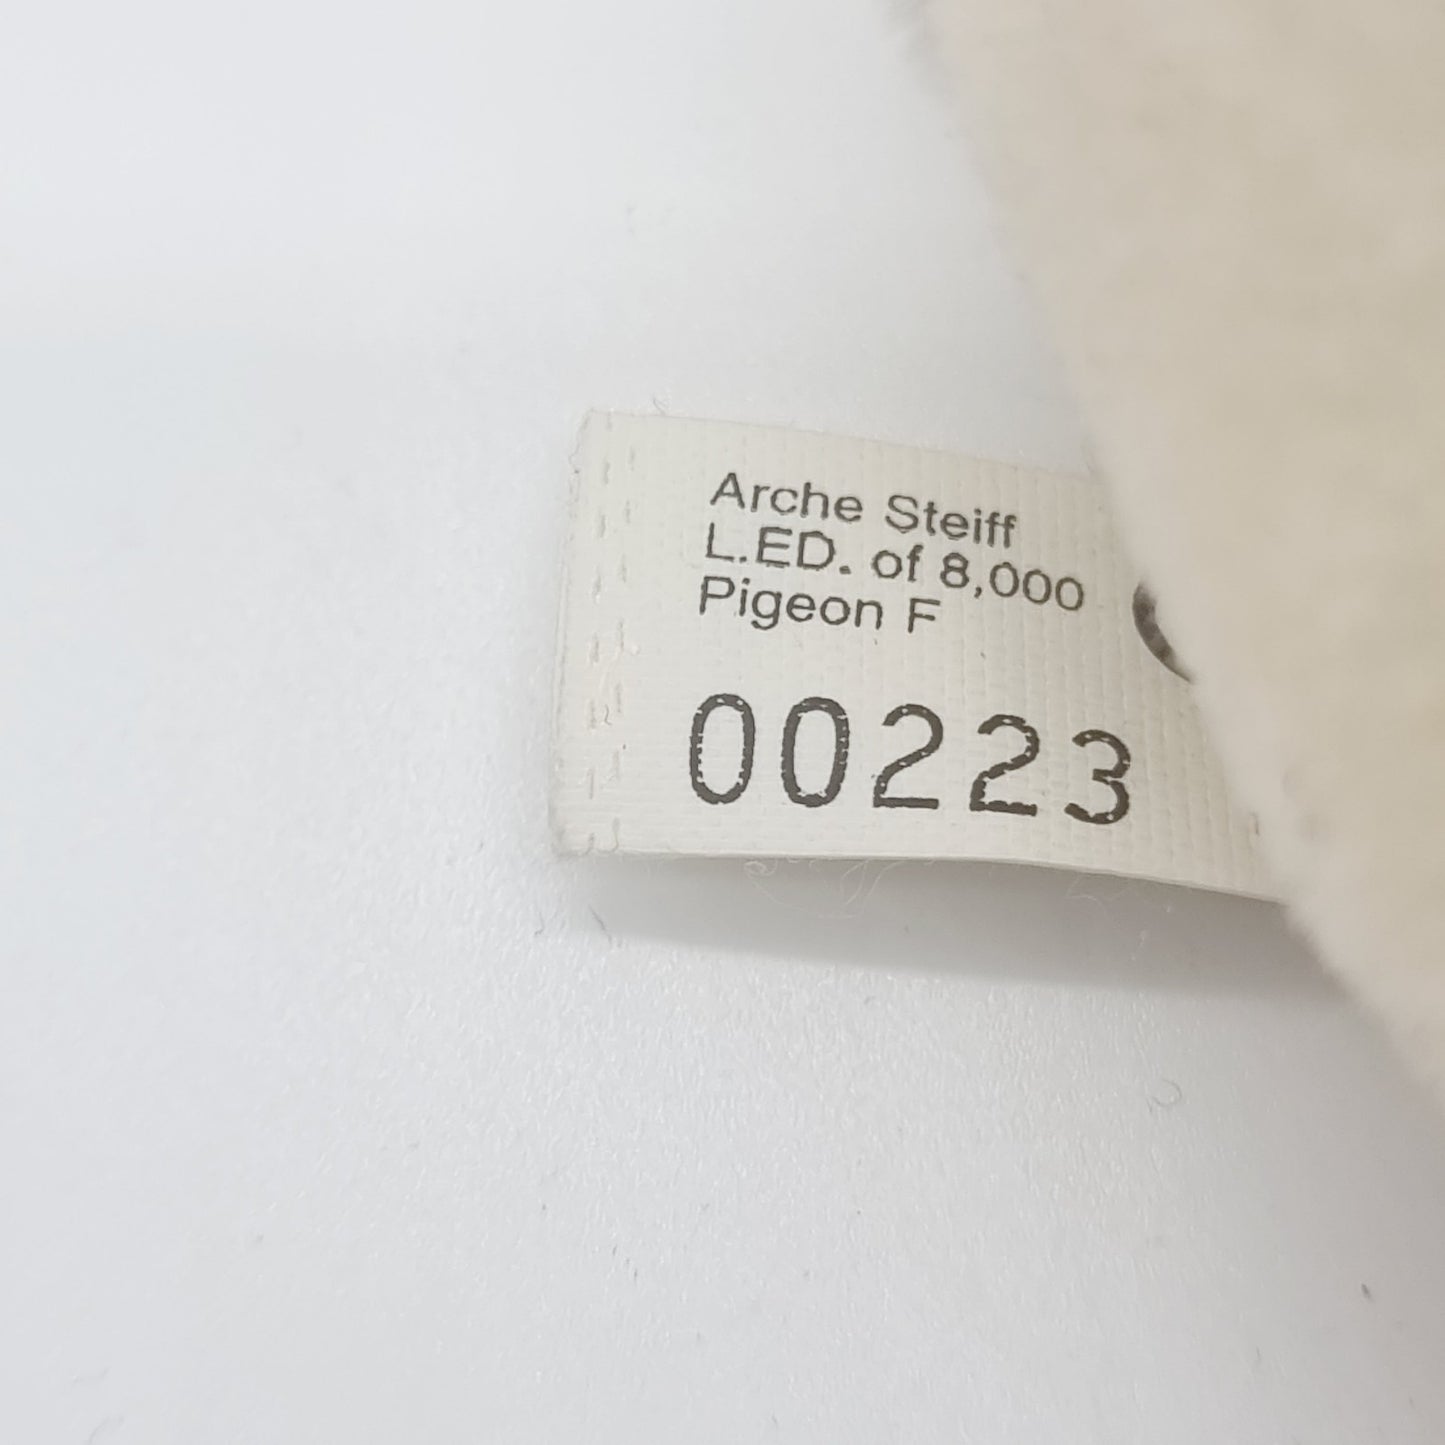 Arche Steiff
L.ED. of 8,000
Pigeon F
00223